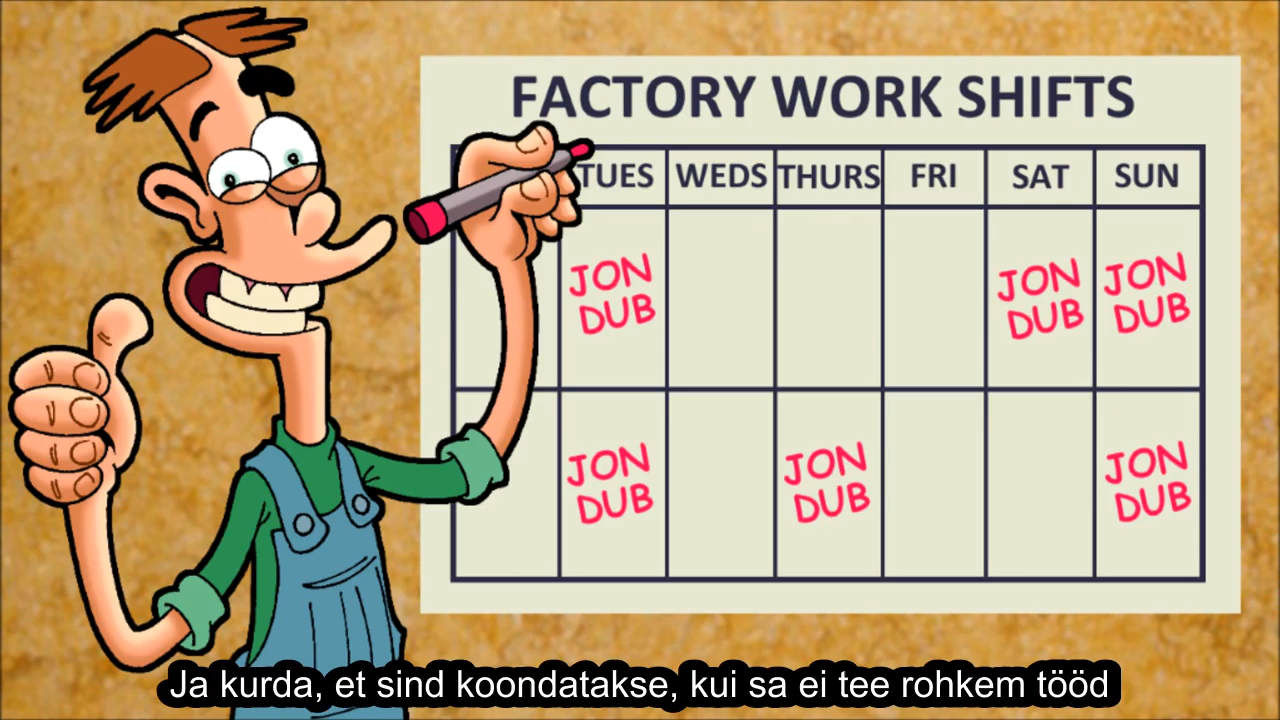 FACTORY WORK SHIFTS
TUES WEDS THURS FRI SAT SUN
JON DUB JON DUB JON DUB
JON DUB JON DUB JON DUB
Ja kurda, et sind koondatakse, kui sa ei tee rohkem tööd